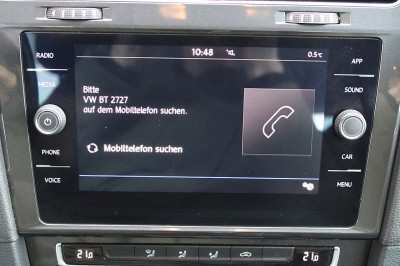 10:48
0.5°C
RADIO
MEDIA
PHONE
VOICE
Bitte
VW BT 2727
auf dem Mobiltelefon suchen.
Mobiltelefon suchen
APP
SOUND
CAR
MENU
21.0
21.0